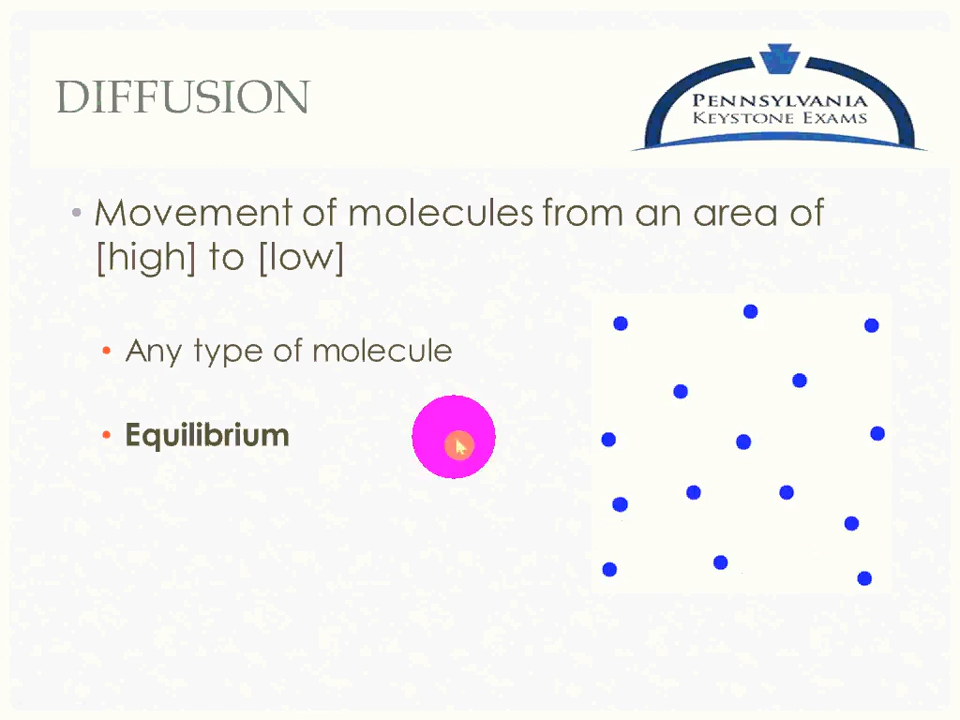 DIFFUSION
PENNSYLVANIA
KEYSTONE EXAMS
• Movement of molecules from an area of
[high] to [low]
• Any type of molecule
• Equilibrium